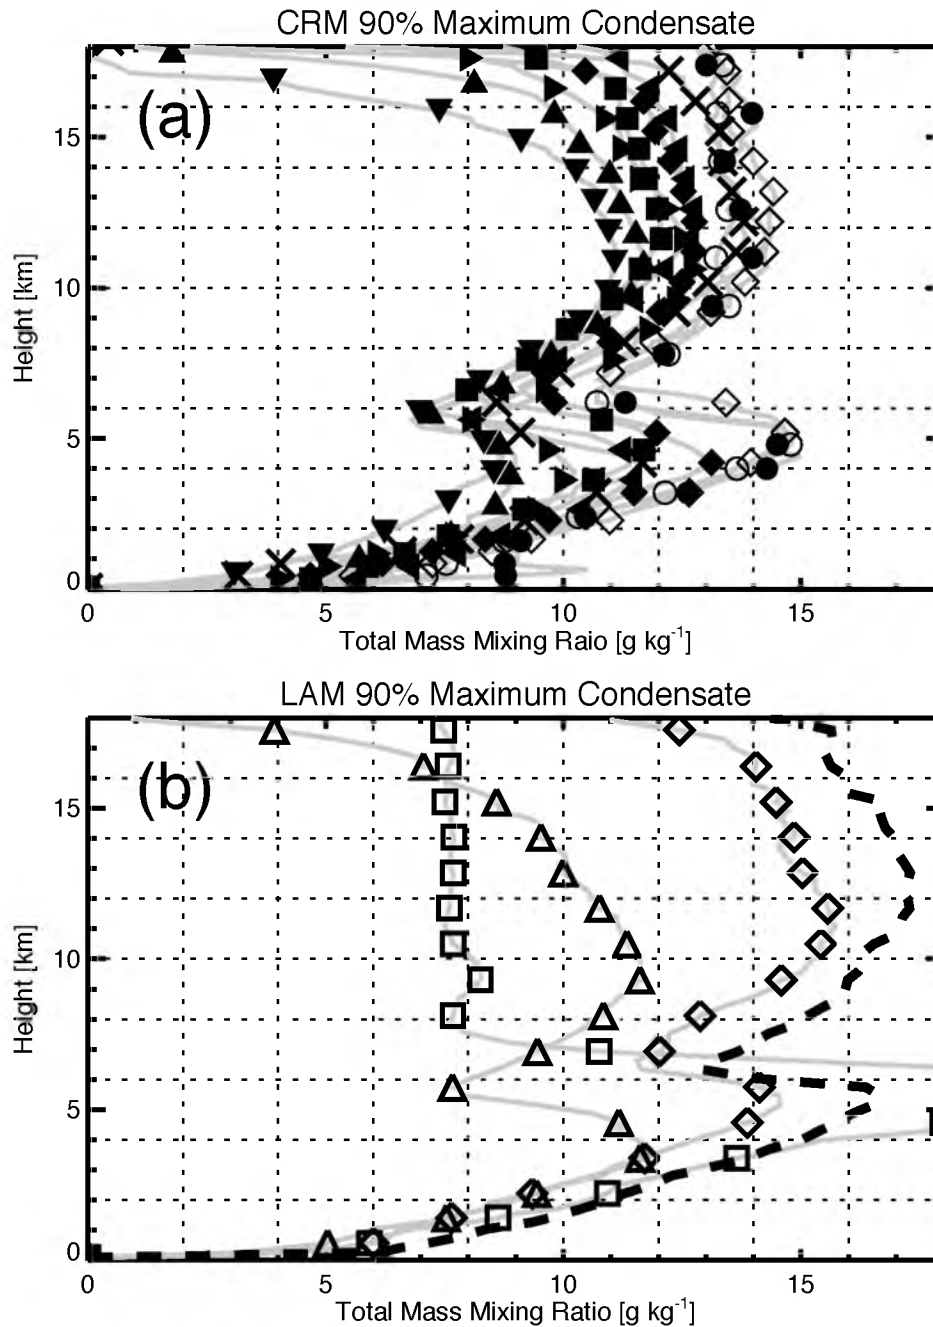 CRM 90% Maximum Condensate
(a)
15
10
5
0
Height [km]
0 5 10 15
Total Mass Mixing Raio [g kg⁻¹]
LAM 90% Maximum Condensate
(b)
15
10
5
0
Height [km]
0 5 10 15
Total Mass Mixing Ratio [g kg⁻¹]